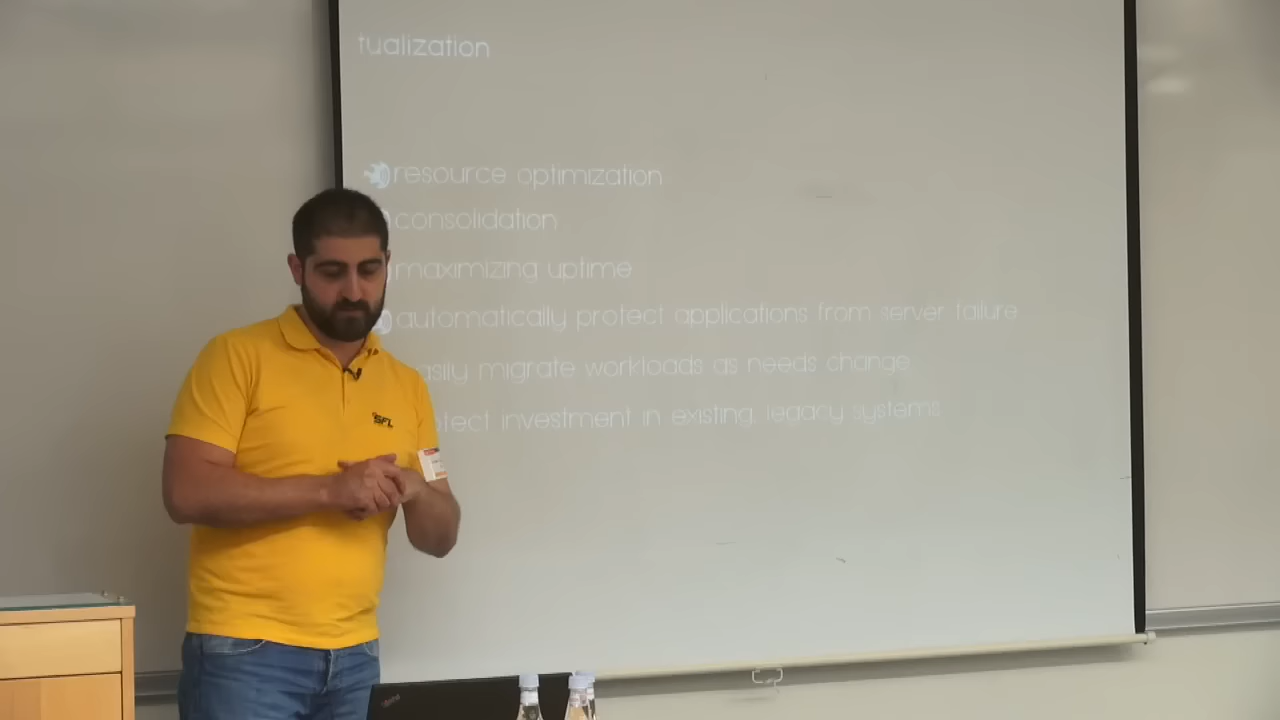 tualization
resource optimization
consolidation
maximizing uptime
automatically protect applications from server failure
asily migrate workloads as needs change
otect investment in existing, legacy systems
SFL